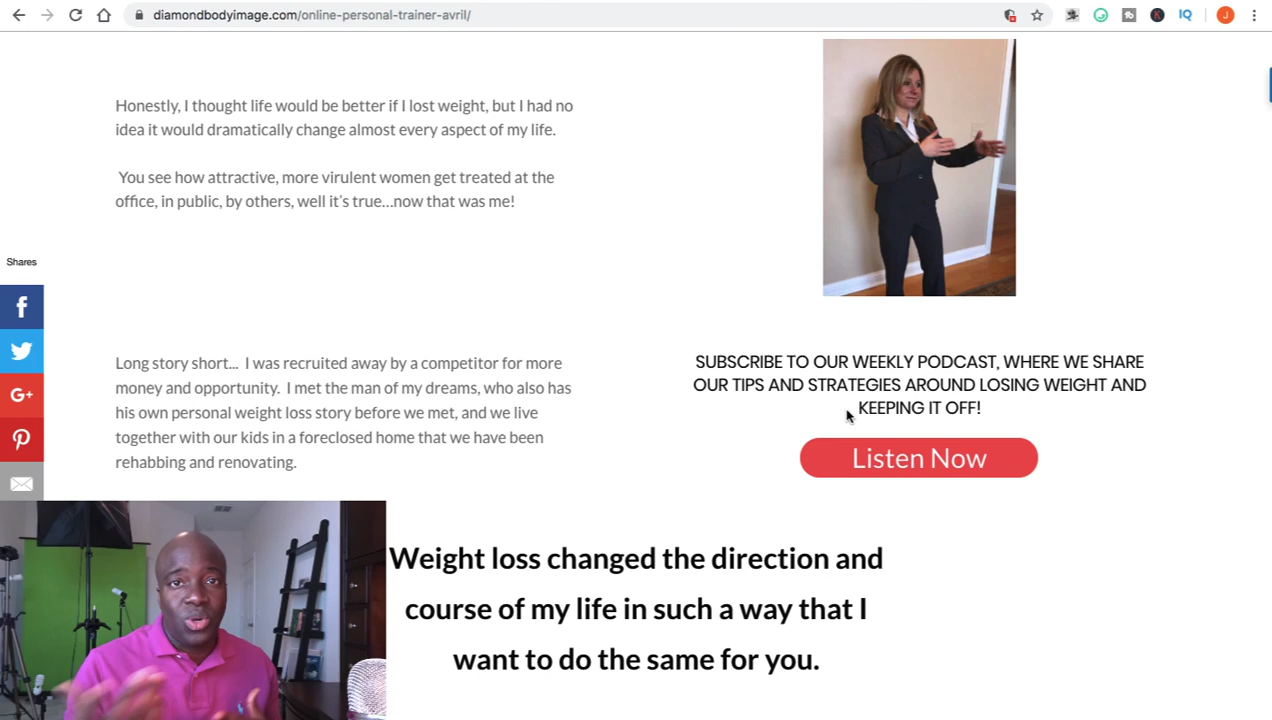 diamondbodyimage.com/online-personal-trainer-avril/
IQ
J
Honestly, I thought life would be better if I lost weight, but I had no
idea it would dramatically change almost every aspect of my life.
You see how attractive, more virulent women get treated at the
office, in public, by others, well it's true...now that was me!
Shares
f
G+
Long story short... I was recruited away by a competitor for more
money and opportunity. I met the man of my dreams, who also has
his own personal weight loss story before we met, and we live
together with our kids in a foreclosed home that we have been
rehabbing and renovating.
SUBSCRIBE TO OUR WEEKLY PODCAST, WHERE WE SHARE
OUR TIPS AND STRATEGIES AROUND LOSING WEIGHT AND
KEEPING IT OFF!
Listen Now
Weight loss changed the direction and
course of my life in such a way that I
want to do the same for you.